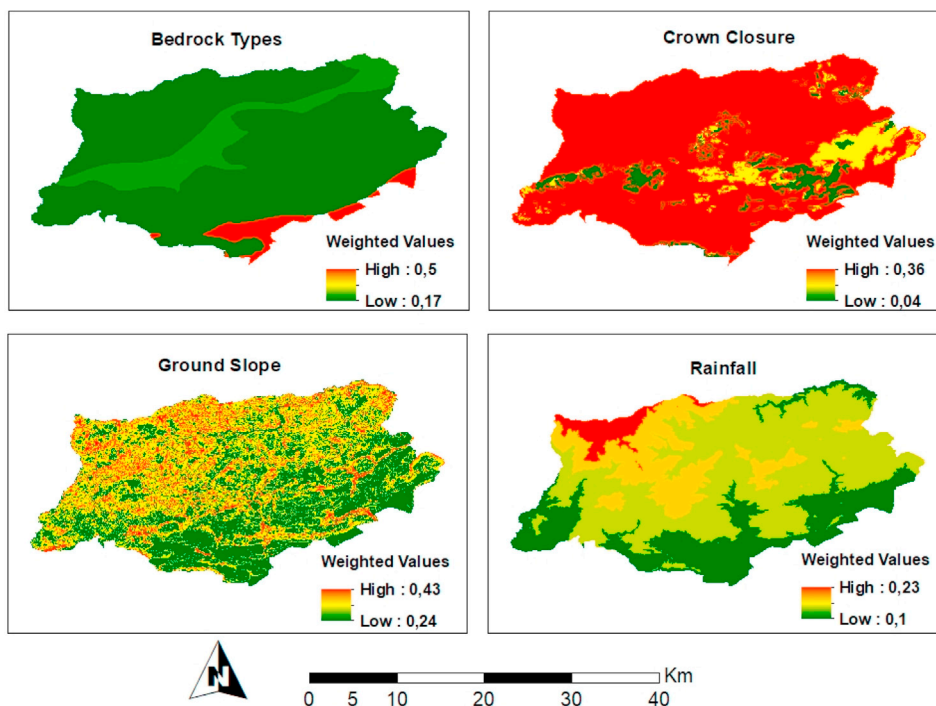 Bedrock Types
Weighted Values
High : 0,5
Low : 0,17
Crown Closure
Weighted Values
High : 0,36
Low : 0,04
Ground Slope
Weighted Values
High : 0,43
Low : 0,24
Rainfall
Weighted Values
High : 0,23
Low : 0,1
N
Km
0 5 10 20 30 40